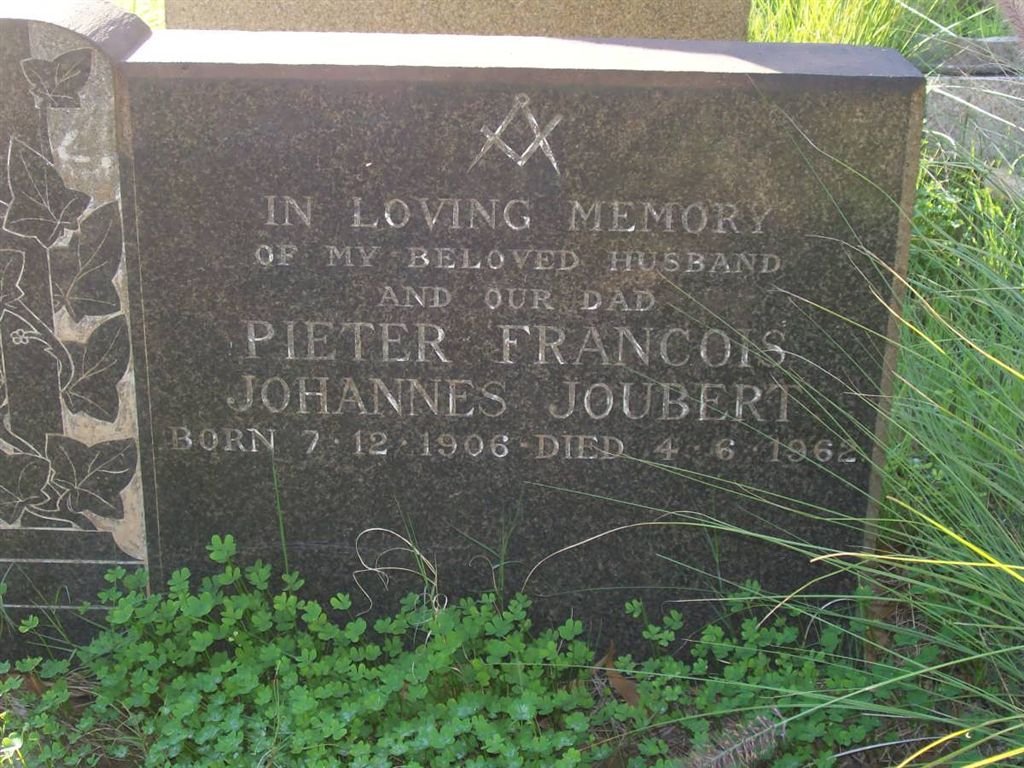 IN LOVING MEMORY
OF MY BELOVED HUSBAND
AND OUR DAD
PIETER FRANCOIS
JOHANNES JOUBERT
BORN 7·12·1906·DIED 4·6·1962.